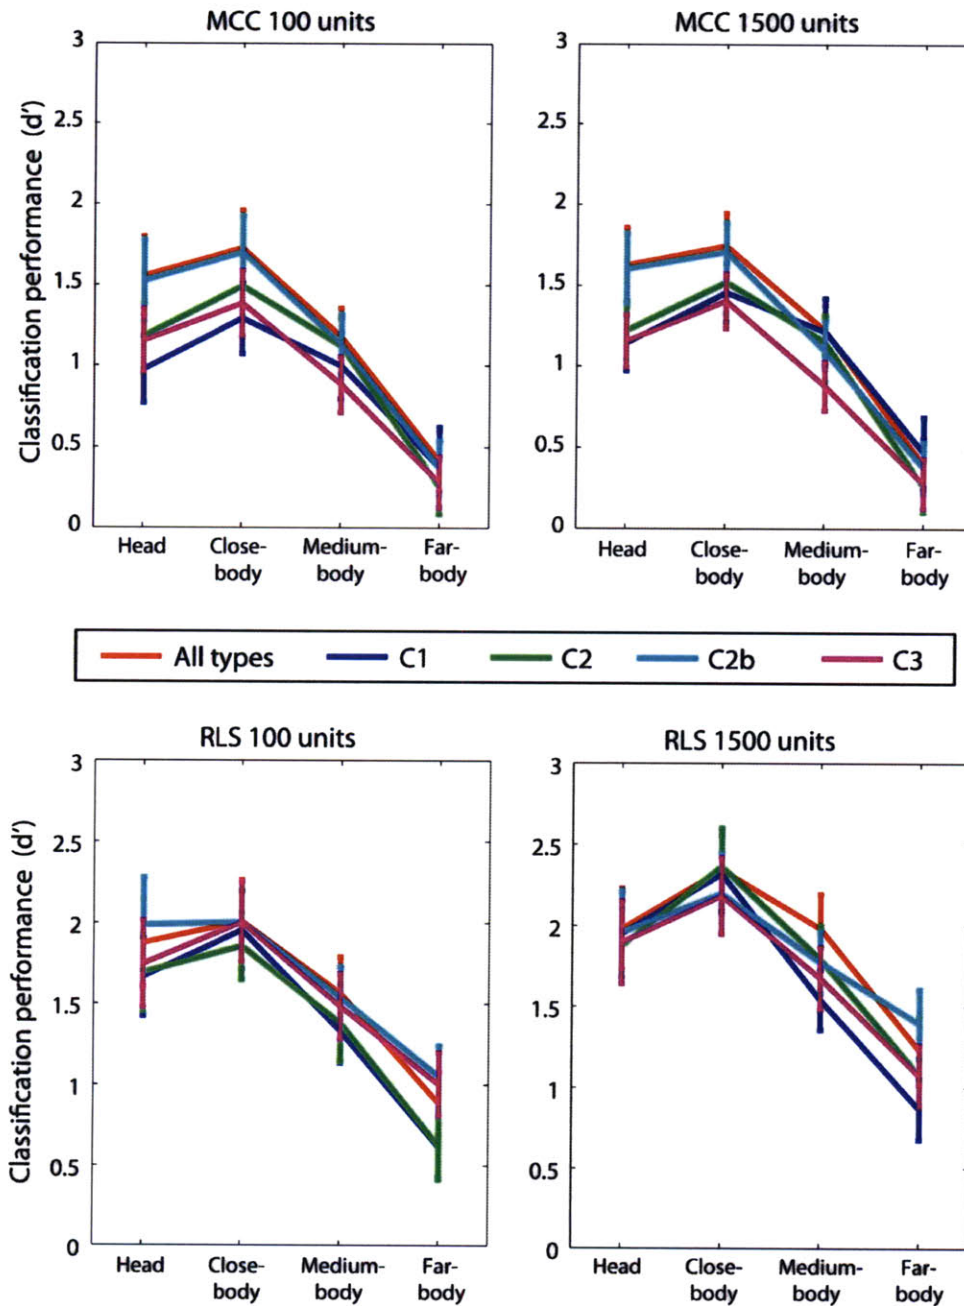 MCC 100 units
MCC 1500 units
Classification performance (d')
3
2.5
2
1.5
1
0.5
0
Head
Close-
body
Medium-
body
Far-
body
3
2.5
2
1.5
1
0.5
0
Head
Close-
body
Medium-
body
Far-
body
All types
C1
C2
C2b
C3
RLS 100 units
RLS 1500 units
Classification performance (d')
3
2.5
2
1.5
1
0.5
0
Head
Close-
body
Medium-
body
Far-
body
3
2.5
2
1.5
1
0.5
0
Head
Close-
body
Medium-
body
Far-
body